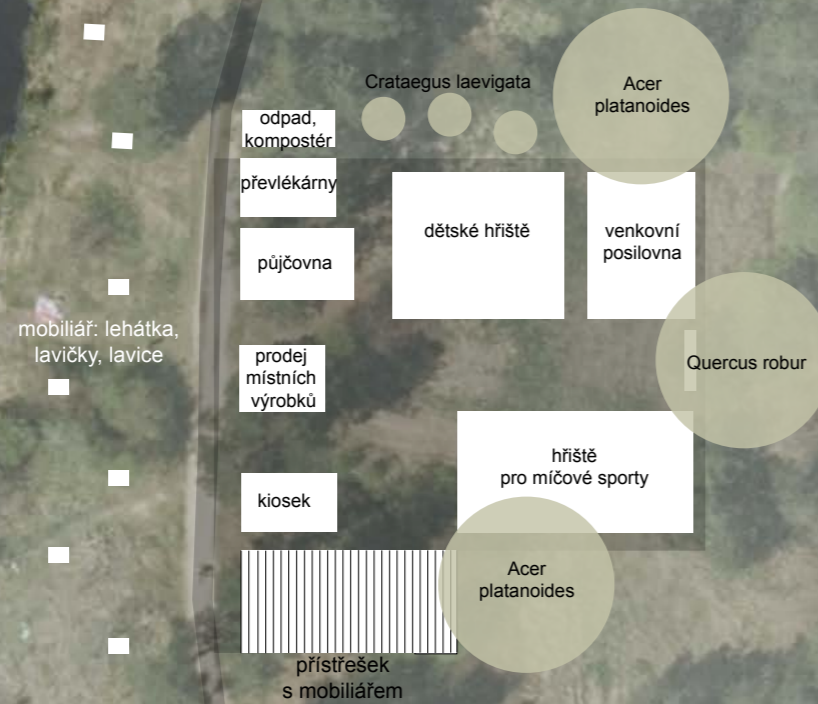 Crataegus laevigata
Acer
platanoides
odpad,
kompostér
převlékárny
dětské hřiště
venkovní
posilovna
půjčovna
mobiliář: lehátka,
lavičky, lavice
prodej
místních
výrobků
Quercus robur
hřiště
pro míčové sporty
kiosek
Acer
platanoides
přístřešek
s mobiliářem